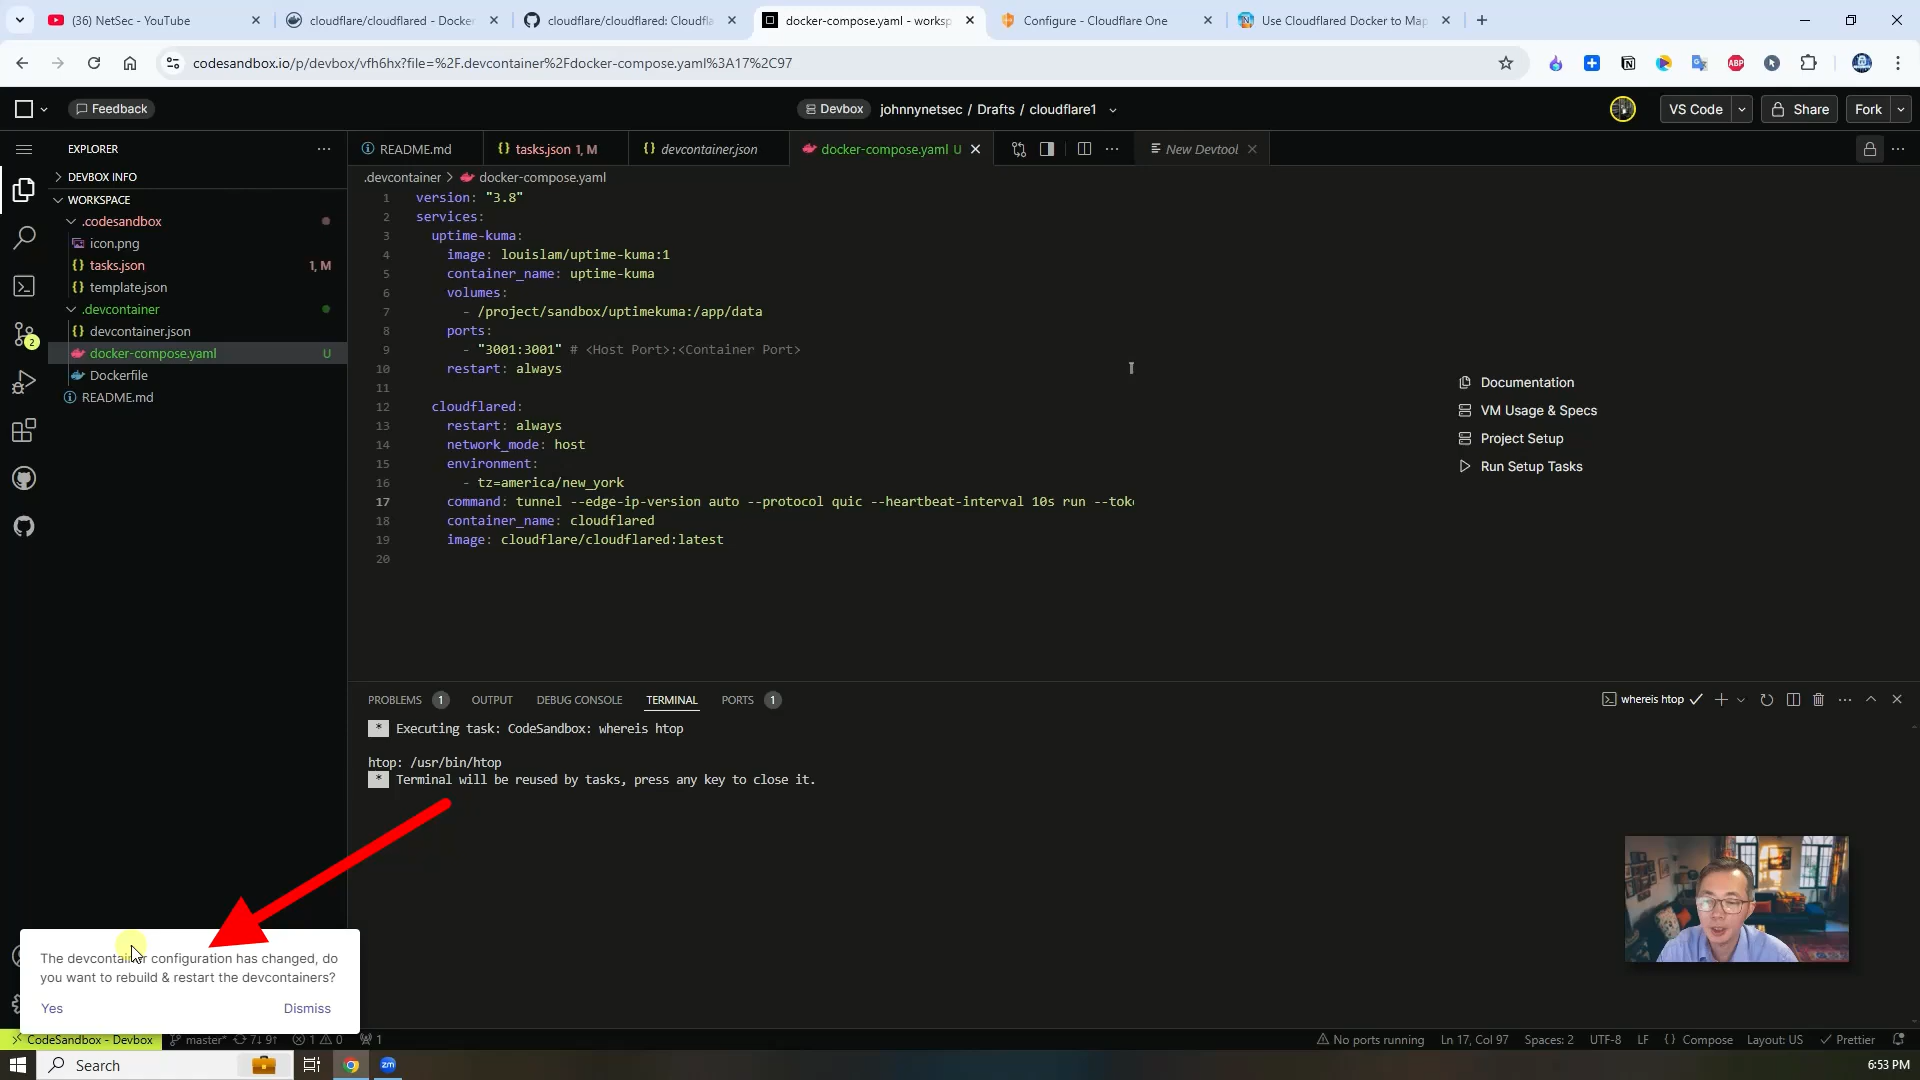 (36) NetSec - YouTube
cloudflare/cloudflared - Docker
cloudflare/cloudflared: Cloudfla
docker-compose.yaml - worksp
Configure - Cloudflare One
Use Cloudflared Docker to Map
codesandbox.io/p/devbox/vfh6hx?file=%2F.devcontainer%2Fdocker-compose.yaml%3A17%2C97
Feedback
Devbox
johnnynetsec / Drafts / cloudflare1
VS Code
Share
Fork
EXPLORER
README.md
tasks.json 1, M
devcontainer.json
docker-compose.yaml U
New Devtool
DEVBOX INFO
.devcontainer > docker-compose.yaml
WORKSPACE
.codesandbox
icon.png
tasks.json 1, M
template.json
.devcontainer
devcontainer.json
docker-compose.yaml U
Dockerfile
README.md
1 version: "3.8"
2 services:
3 uptime-kuma:
4 image: louislam/uptime-kuma:1
5 container_name: uptime-kuma
6 volumes:
7 - /project/sandbox/uptimekuma:/app/data
8 ports:
9 - "3001:3001" # <Host Port>:<Container Port>
10 restart: always
11
12 cloudflared:
13 restart: always
14 network_mode: host
15 environment:
16 - tz=america/new_york
17 command: tunnel --edge-ip-version auto --protocol quic --heartbeat-interval 10s run --toke
18 container_name: cloudflared
19 image: cloudflare/cloudflared:latest
20
Documentation
VM Usage & Specs
Project Setup
Run Setup Tasks
2
PROBLEMS 1
OUTPUT
DEBUG CONSOLE
TERMINAL
PORTS 1
whereis htop
* Executing task: CodeSandbox: whereis htop
htop: /usr/bin/htop
* Terminal will be reused by tasks, press any key to close it.
The devcontainer configuration has changed, do
you want to rebuild & restart the devcontainers?
Yes
Dismiss
CodeSandbox - Devbox
master*
7↓ 9↑
1
0
1
No ports running
Ln 17, Col 97
Spaces: 2
UTF-8
LF
{ } Compose
Layout: US
Prettier
Search
zm
6:53 PM
ABP